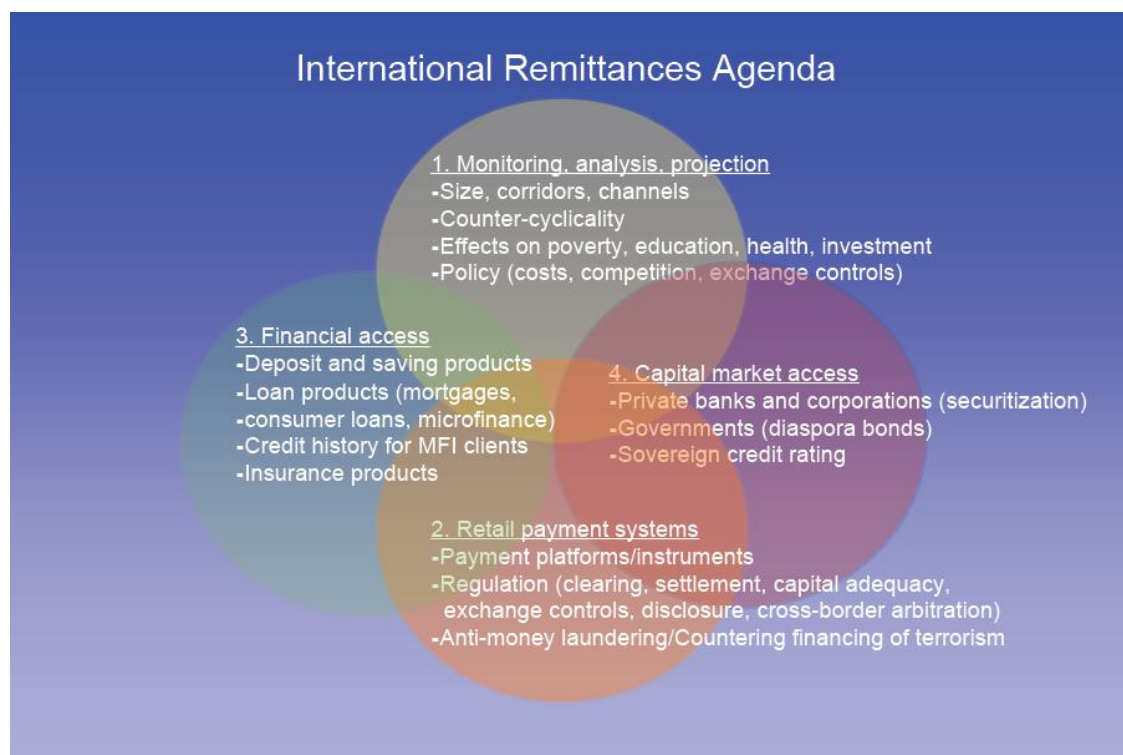 International Remittances Agenda
1. Monitoring, analysis, projection
-Size, corridors, channels
-Counter-cyclicality
-Effects on poverty, education, health, investment
-Policy (costs, competition, exchange controls)
3. Financial access
-Deposit and saving products
-Loan products (mortgages,
-consumer loans, microfinance)
-Credit history for MFI clients
-Insurance products
4. Capital market access
-Private banks and corporations (securitization)
-Governments (diaspora bonds)
-Sovereign credit rating
2. Retail payment systems
-Payment platforms/instruments
-Regulation (clearing, settlement, capital adequacy,
exchange controls, disclosure, cross-border arbitration)
-Anti-money laundering/Countering financing of terrorism